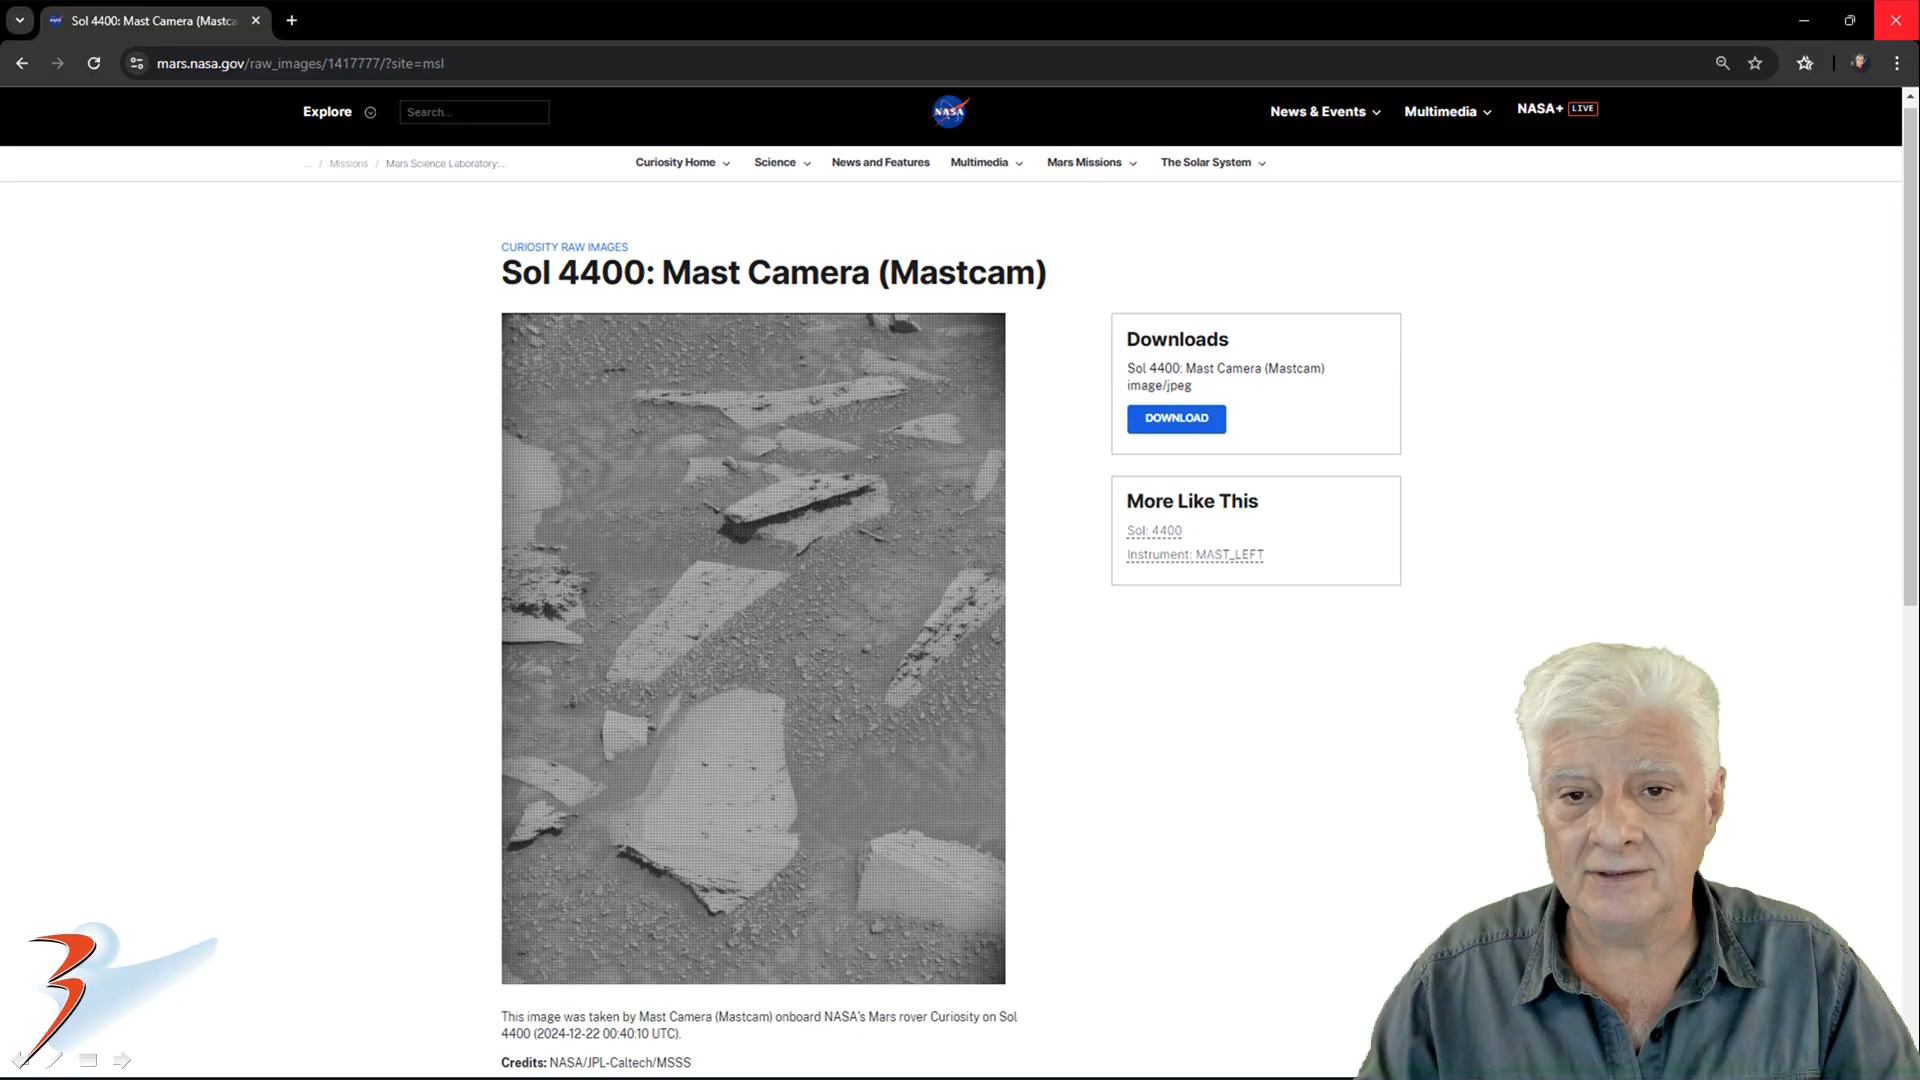 Sol 4400: Mast Camera (Mastca
mars.nasa.gov/raw_images/1417777/?site=msl
Explore
Search...
NASA
News & Events
Multimedia
NASA+ LIVE
... / Missions / Mars Science Laboratory:...
Curiosity Home
Science
News and Features
Multimedia
Mars Missions
The Solar System
CURIOSITY RAW IMAGES
Sol 4400: Mast Camera (Mastcam)
Downloads
Sol 4400: Mast Camera (Mastcam)
image/jpeg
DOWNLOAD
More Like This
Sol: 4400
Instrument: MAST_LEFT
This image was taken by Mast Camera (Mastcam) onboard NASA's Mars rover Curiosity on Sol
4400 (2024-12-22 00:40:10 UTC).
Credits: NASA/JPL-Caltech/MSSS